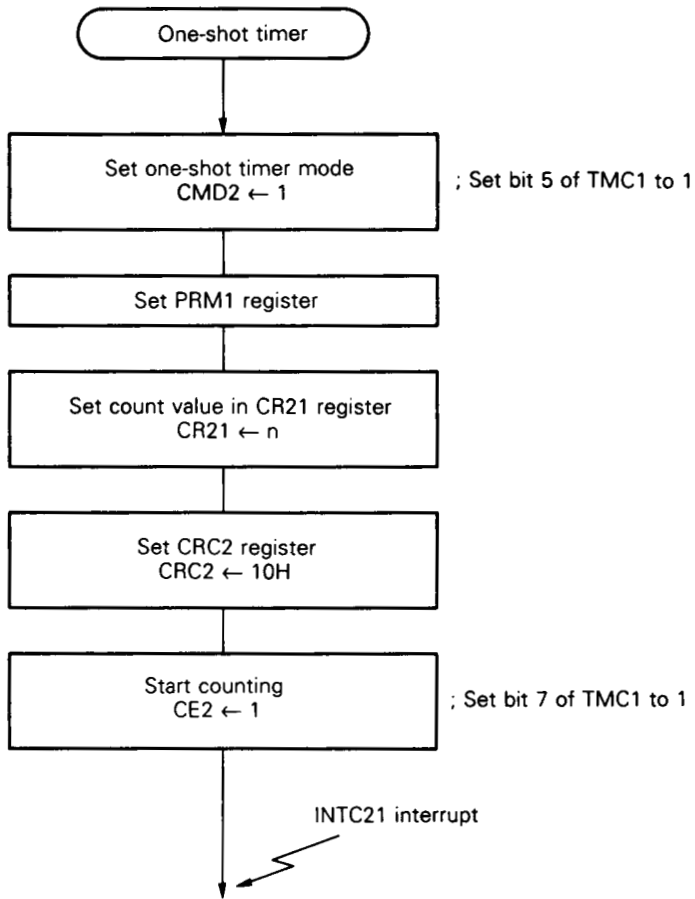 One-shot timer
Set one-shot timer mode
CMD2 ← 1
; Set bit 5 of TMC1 to 1
Set PRM1 register
Set count value in CR21 register
CR21 ← n
Set CRC2 register
CRC2 ← 10H
Start counting
CE2 ← 1
; Set bit 7 of TMC1 to 1
INTC21 interrupt